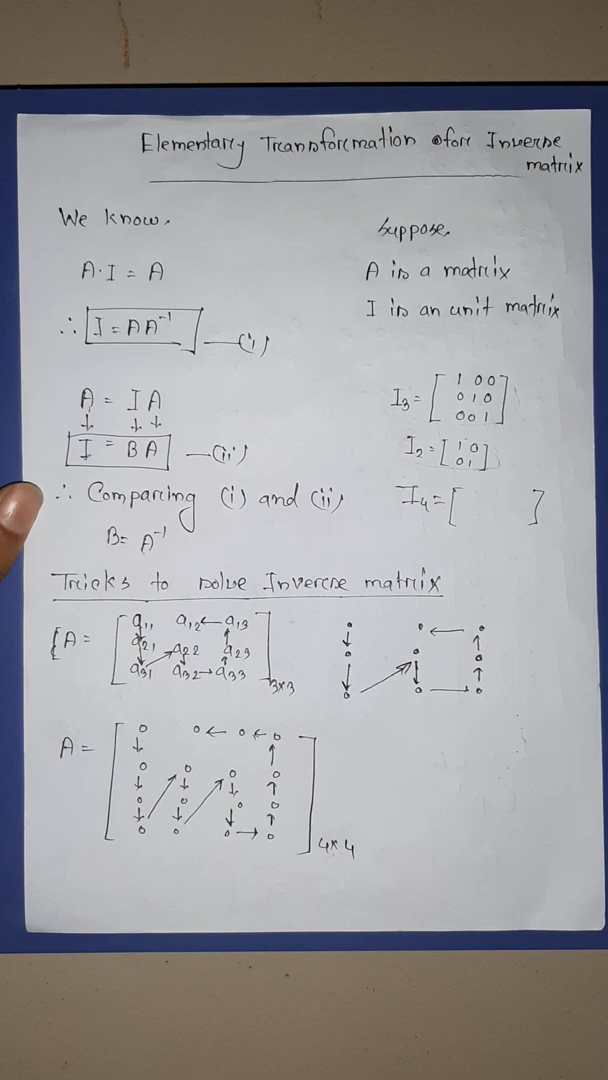 Elementary Transformation for Inverse
matrix
We know,
A·I = A
∴ I = AA⁻¹ —(i)
A = I A
↓ ↓ ↓
I = B A —(ii)
∴ Comparing (i) and (ii)
B = A⁻¹
Suppose,
A is a matrix
I is an unit matrix
I₃ = [ 1 0 0
0 1 0
0 0 1 ]
I₂ = [ 1 0
0 1 ]
I₄ = [ ]
Tricks to solve Inverse matrix
{A = [ a₁₁ a₁₂ ← a₁₃
a₂₁ a₂₂ a₂₃
a₃₁ a₃₂ → a₃₃ ] 3×3
A = [ ] 4×4